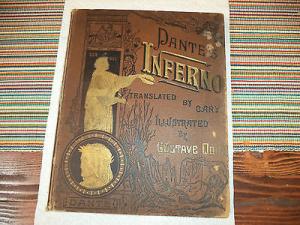 DANTE'S
INFERNO
TRANSLATED BY
CARY
ILLUSTRATED
BY
GUSTAVE DORÉ
DANTE